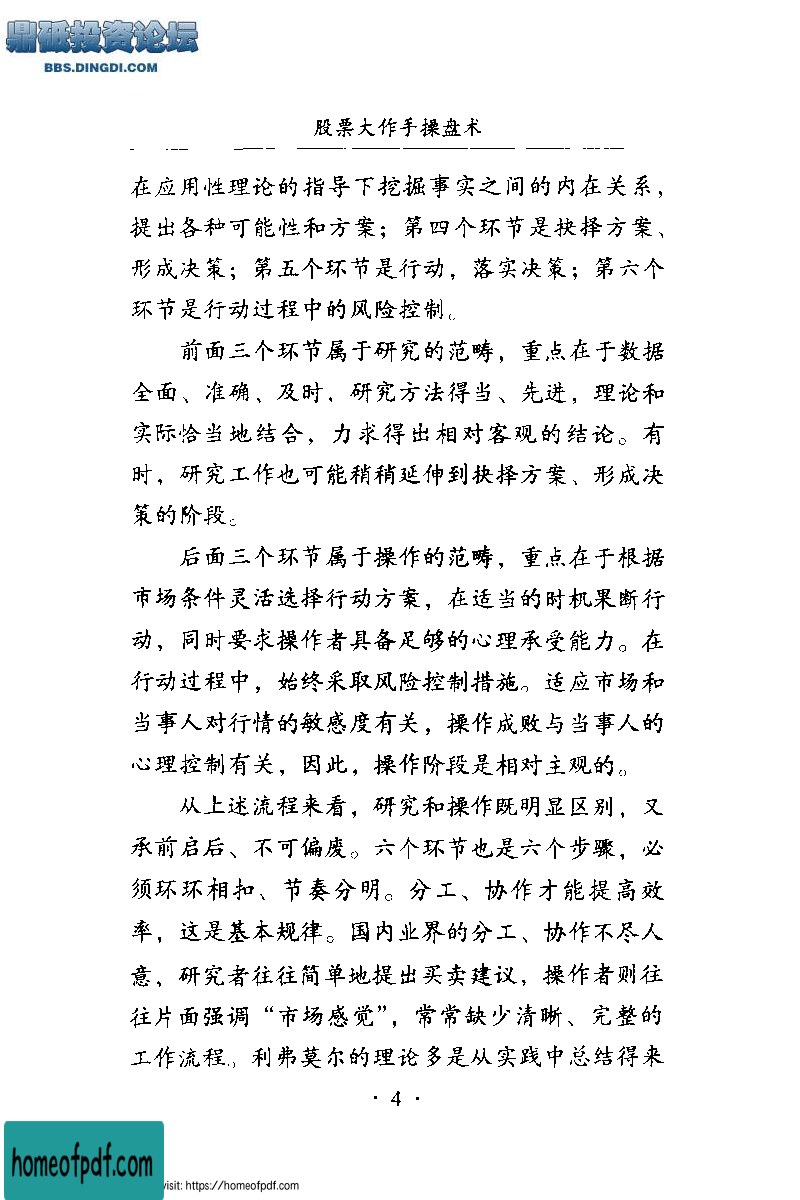 鼎砥投资论坛
BBS.DINGDI.COM
股票大作手操盘术
在应用性理论的指导下挖掘事实之间的内在关系，
提出各种可能性和方案；第四个环节是抉择方案、
形成决策；第五个环节是行动，落实决策；第六个
环节是行动过程中的风险控制。
前面三个环节属于研究的范畴，重点在于数据
全面、准确、及时，研究方法得当、先进，理论和
实际恰当地结合，力求得出相对客观的结论。有
时，研究工作也可能稍稍延伸到抉择方案、形成决
策的阶段。
后面三个环节属于操作的范畴，重点在于根据
市场条件灵活选择行动方案，在适当的时机果断行
动，同时要求操作者具备足够的心理承受能力。在
行动过程中，始终采取风险控制措施。适应市场和
当事人对行情的敏感度有关，操作成败与当事人的
心理控制有关，因此，操作阶段是相对主观的。
从上述流程来看，研究和操作既明显区别，又
承前启后、不可偏废。六个环节也是六个步骤，必
须环环相扣、节奏分明。分工、协作才能提高效
率，这是基本规律。国内业界的分工、协作不尽人
意，研究者往往简单地提出买卖建议，操作者则往
往片面强调“市场感觉”，常常缺少清晰、完整的
工作流程。利弗莫尔的理论多是从实践中总结得来
· 4 ·
homeofpdf.com
visit: https://homeofpdf.com